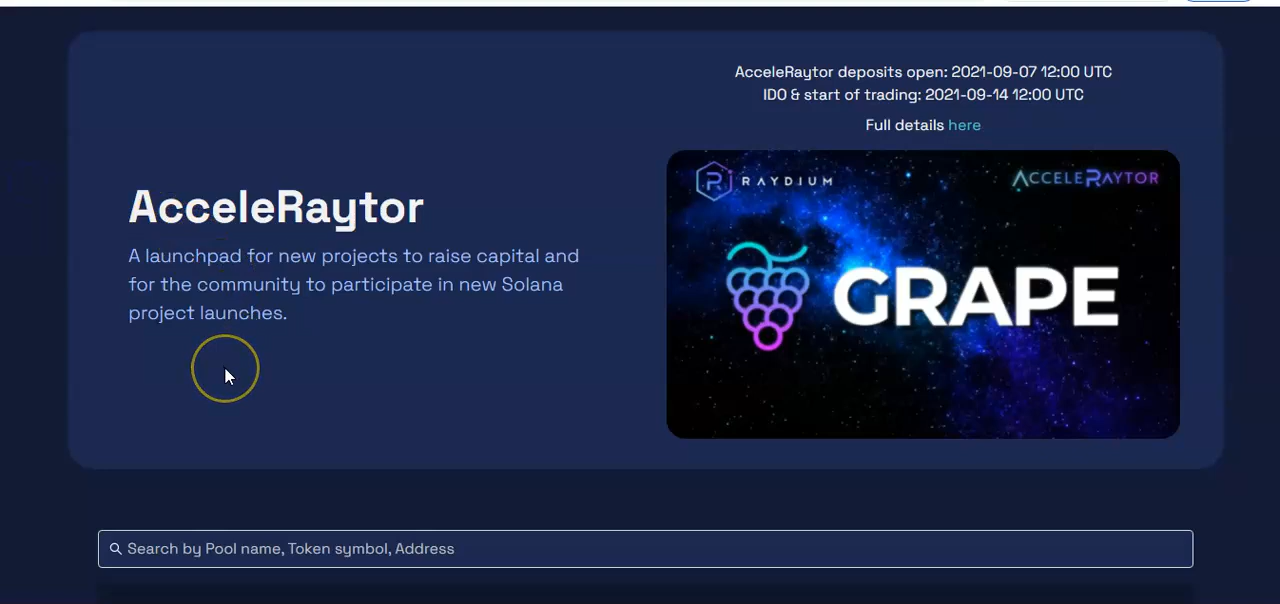 AcceleRaytor deposits open: 2021-09-07 12:00 UTC
IDO & start of trading: 2021-09-14 12:00 UTC
Full details here
RAYDIUM
ACCELERAYTOR
GRAPE
AcceleRaytor
A launchpad for new projects to raise capital and
for the community to participate in new Solana
project launches.
Search by Pool name, Token symbol, Address